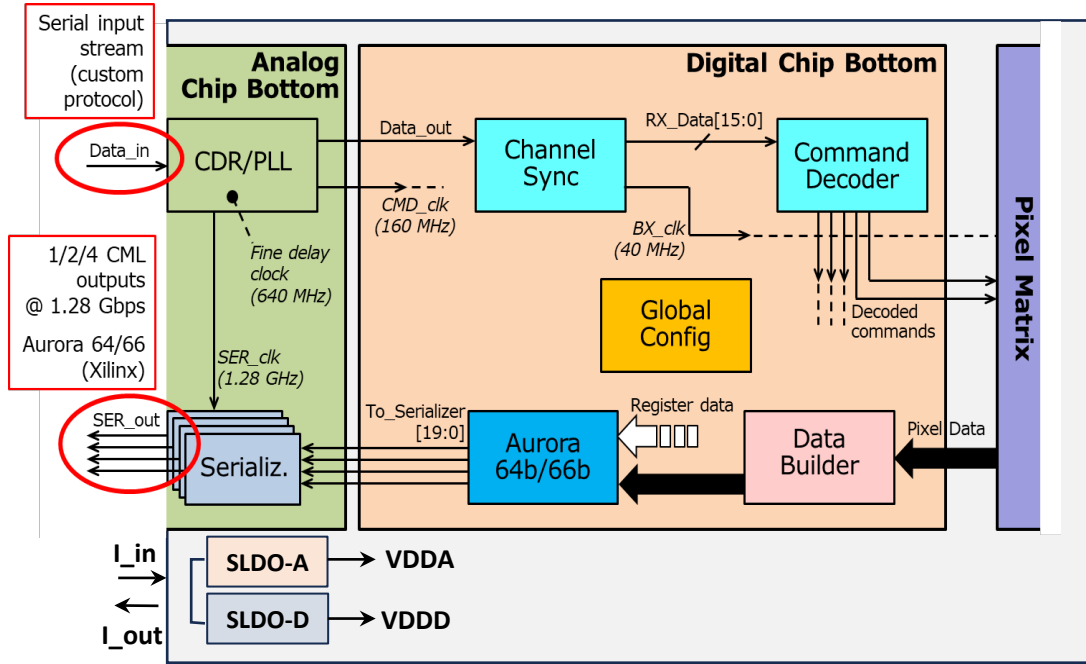 Serial input
stream
(custom
protocol)
Analog
Chip Bottom
Digital Chip Bottom
Data_in
CDR/PLL
Data_out
Channel
Sync
RX_Data[15:0]
Command
Decoder
CMD_clk
(160 MHz)
BX_clk
(40 MHz)
Fine delay
clock
(640 MHz)
Pixel Matrix
1/2/4 CML
outputs
@ 1.28 Gbps
Aurora 64/66
(Xilinx)
Global
Config
Decoded
commands
SER_clk
(1.28 GHz)
SER_out
Serializ.
To_Serializer
[19:0]
Aurora
64b/66b
Register data
Data
Builder
Pixel Data
I_in
I_out
SLDO-A
VDDA
SLDO-D
VDDD